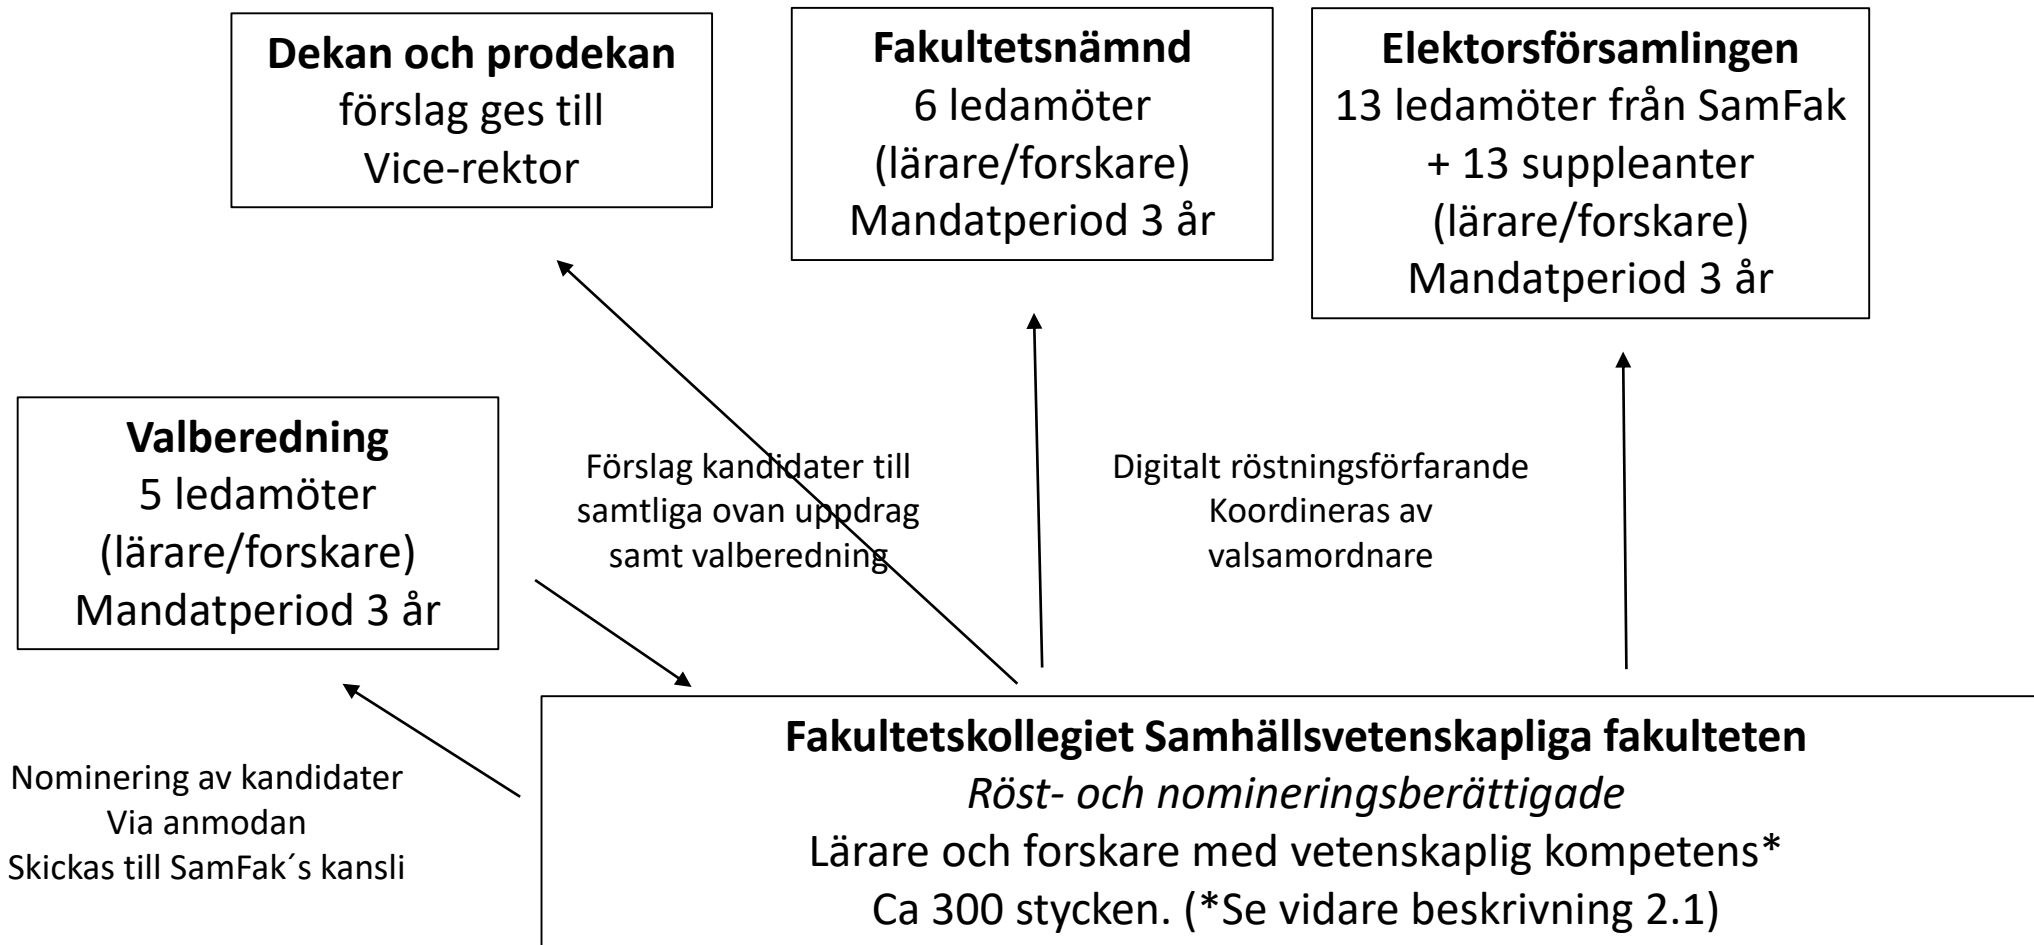 Dekan och prodekan
förslag ges till
Vice-rektor
Fakultetsnämnd
6 ledamöter
(lärare/forskare)
Mandatperiod 3 år
Elektorsförsamlingen
13 ledamöter från SamFak
+ 13 suppleanter
(lärare/forskare)
Mandatperiod 3 år
Valberedning
5 ledamöter
(lärare/forskare)
Mandatperiod 3 år
Förslag kandidater till
samtliga ovan uppdrag
samt valberedning
Digitalt röstningsförfarande
Koordineras av
valsamordnare
Nominering av kandidater
Via anmodan
Skickas till SamFak´s kansli
Fakultetskollegiet Samhällsvetenskapliga fakulteten
Röst- och nomineringsberättigade
Lärare och forskare med vetenskaplig kompetens*
Ca 300 stycken. (*Se vidare beskrivning 2.1)